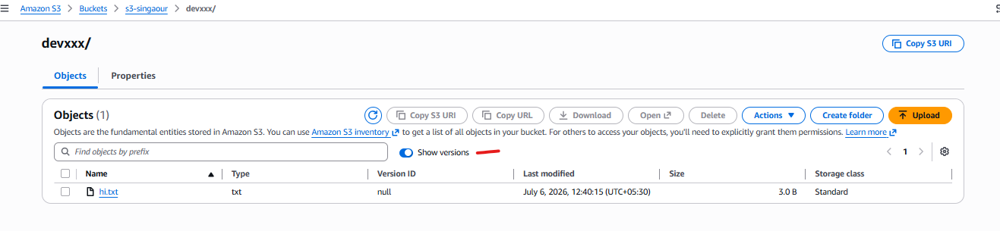 Amazon S3 > Buckets > s3-singaour > devxxx/
devxxx/
Copy S3 URI
Objects Properties
Objects (1) Copy S3 URI Copy URL Download Open Delete Actions Create folder Upload
Objects are the fundamental entities stored in Amazon S3. You can use Amazon S3 inventory to get a list of all objects in your bucket. For others to access your objects, you'll need to explicitly grant them permissions. Learn more
Find objects by prefix Show versions 1
Name Type Version ID Last modified Size Storage class
hi.txt txt null July 6, 2026, 12:40:15 (UTC+05:30) 3.0 B Standard